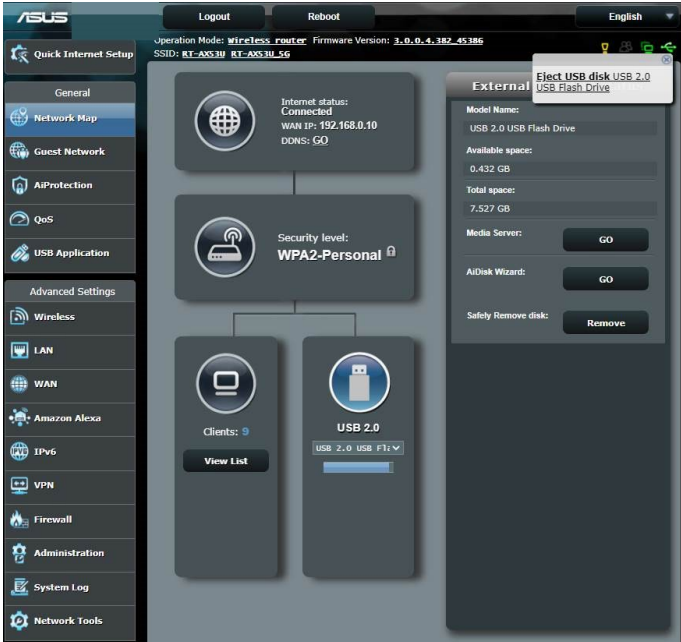 ASUS
Logout
Reboot
English
Quick Internet Setup
Operation Mode: Wireless router Firmware Version: 3.0.0.4.382_45386
SSID: RT-AX53U RT-AX53U_5G
General
Network Map
Guest Network
AiProtection
QoS
USB Application
Advanced Settings
Wireless
LAN
WAN
Amazon Alexa
IPv6
VPN
Firewall
Administration
System Log
Network Tools
Internet status:
Connected
WAN IP: 192.168.0.10
DDNS: GO
Security level:
WPA2-Personal
Clients: 9
View List
USB 2.0
USB 2.0 USB Fla
Eject USB disk USB 2.0
USB Flash Drive
External
Model Name:
USB 2.0 USB Flash Drive
Available space:
0.432 GB
Total space:
7.527 GB
Media Server:
GO
AiDisk Wizard:
GO
Safely Remove disk:
Remove